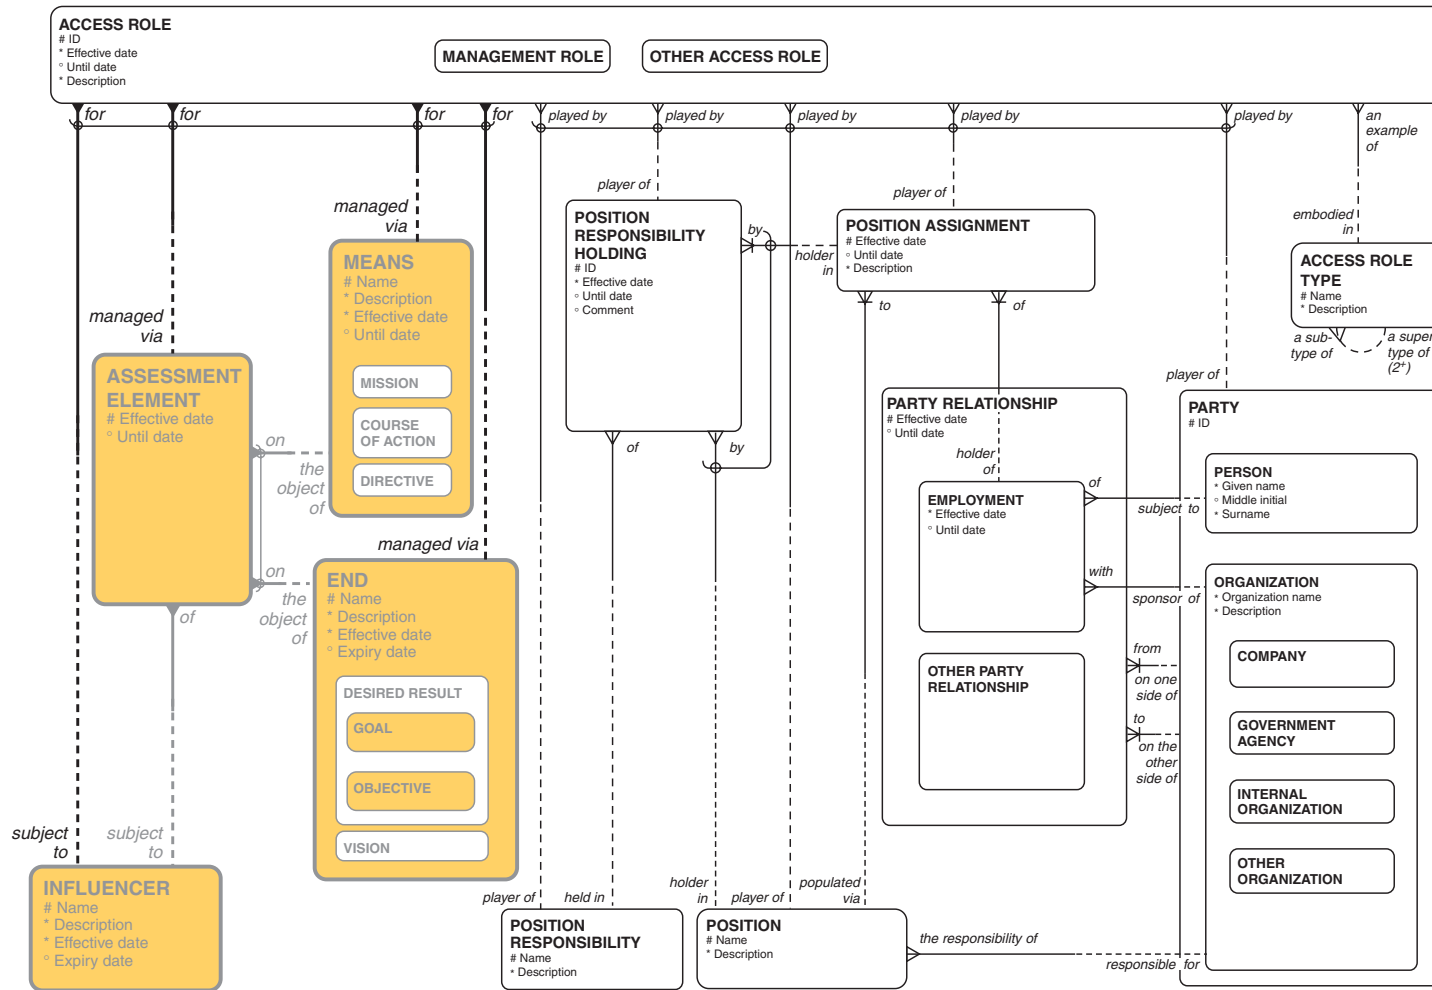 ACCESS ROLE
# ID
* Effective date
○ Until date
* Description
MANAGEMENT ROLE
OTHER ACCESS ROLE
for
for
for
for
played by
played by
played by
played by
played by
an
example
of
player of
player of
managed
via
embodied
in
POSITION
RESPONSIBILITY
HOLDING
# ID
* Effective date
○ Until date
○ Comment
by
holder
in
POSITION ASSIGNMENT
# Effective date
○ Until date
* Description
ACCESS ROLE
TYPE
# Name
* Description
a sub-
type of
a super
type of
(2⁺)
MEANS
# Name
* Description
* Effective date
○ Until date
MISSION
COURSE
OF ACTION
DIRECTIVE
managed
via
ASSESSMENT
ELEMENT
# Effective date
○ Until date
on
the
object
of
on
the
object
of
of
to
of
player of
PARTY RELATIONSHIP
# Effective date
○ Until date
holder
of
EMPLOYMENT
* Effective date
○ Until date
of
subject to
with
sponsor of
OTHER PARTY
RELATIONSHIP
from
on one
side of
to
on the
other
side of
PARTY
# ID
PERSON
* Given name
○ Middle initial
* Surname
ORGANIZATION
* Organization name
* Description
COMPANY
GOVERNMENT
AGENCY
INTERNAL
ORGANIZATION
OTHER
ORGANIZATION
of
by
managed via
END
# Name
* Description
* Effective date
○ Expiry date
DESIRED RESULT
GOAL
OBJECTIVE
VISION
subject
to
subject
to
INFLUENCER
# Name
* Description
* Effective date
○ Expiry date
player of
held in
holder
in
player of
populated
via
POSITION
RESPONSIBILITY
# Name
* Description
POSITION
# Name
* Description
the responsibility of
responsible for